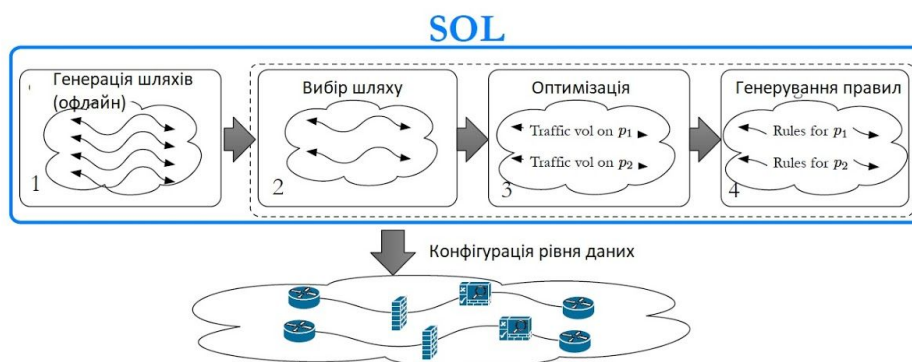 SOL
Генерація шляхів
(офлайн)
1
Вибір шляху
2
Оптимізація
Traffic vol on p₁
Traffic vol on p₂
3
Генерування правил
Rules for p₁
Rules for p₂
4
Конфігурація рівня даних